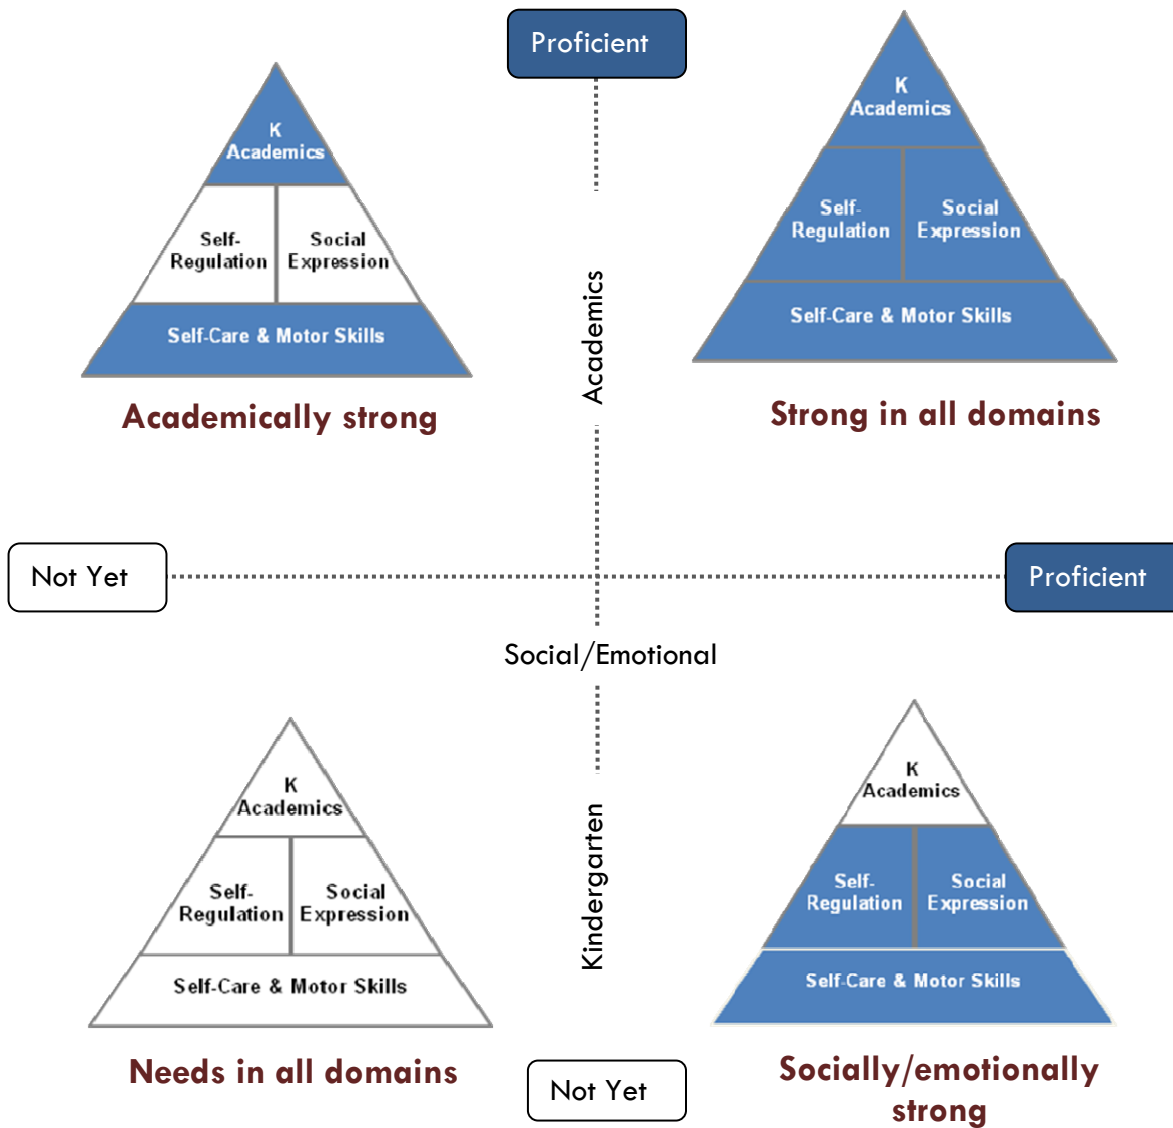 Proficient
K
Academics
Self-
Regulation
Social
Expression
Self-Care & Motor Skills
Academically strong
K
Academics
Self-
Regulation
Social
Expression
Self-Care & Motor Skills
Strong in all domains
Academics
Not Yet
Proficient
Social/Emotional
K
Academics
Self-
Regulation
Social
Expression
Self-Care & Motor Skills
Needs in all domains
Kindergarten
K
Academics
Self-
Regulation
Social
Expression
Self-Care & Motor Skills
Socially/emotionally
strong
Not Yet